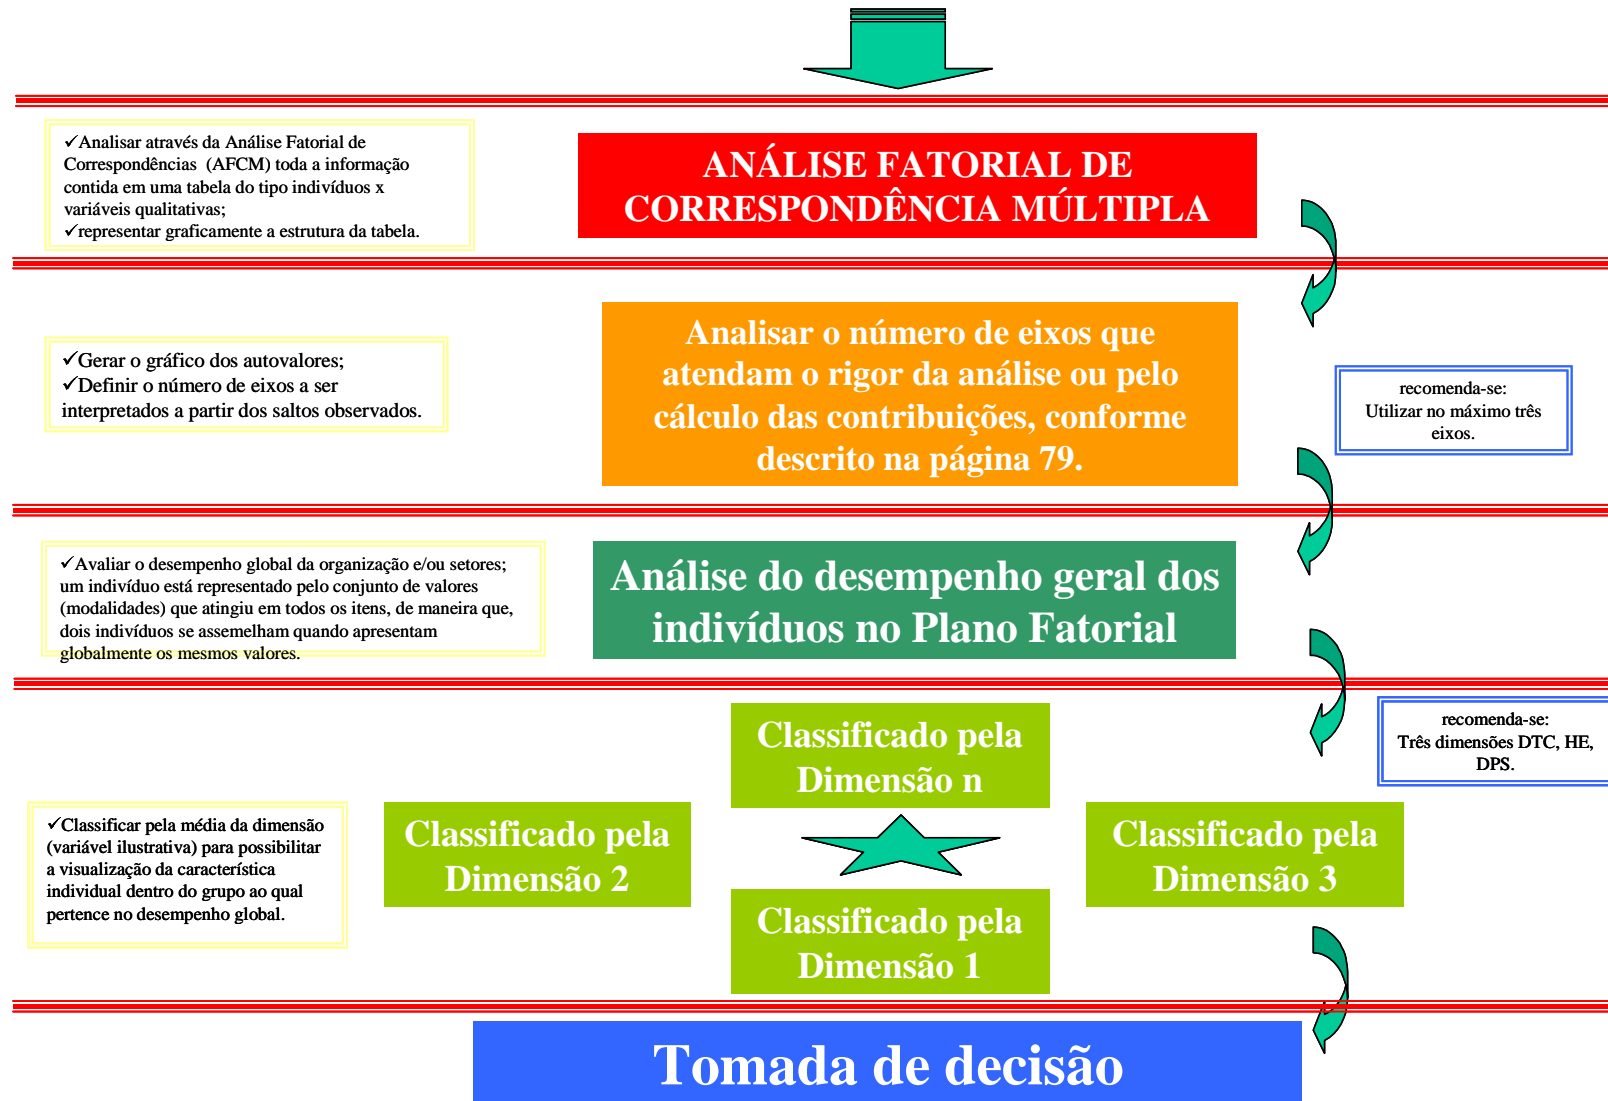 ✓Analisar através da Análise Fatorial de
Correspondências (AFCM) toda a informação
contida em uma tabela do tipo indivíduos x
variáveis qualitativas;
✓representar graficamente a estrutura da tabela.
ANÁLISE FATORIAL DE
CORRESPONDÊNCIA MÚLTIPLA
✓Gerar o gráfico dos autovalores;
✓Definir o número de eixos a ser
interpretados a partir dos saltos observados.
Analisar o número de eixos que
atendam o rigor da análise ou pelo
cálculo das contribuições, conforme
descrito na página 79.
recomenda-se:
Utilizar no máximo três
eixos.
✓Avaliar o desempenho global da organização e/ou setores;
um indivíduo está representado pelo conjunto de valores
(modalidades) que atingiu em todos os itens, de maneira que,
dois indivíduos se assemelham quando apresentam
globalmente os mesmos valores.
Análise do desempenho geral dos
indivíduos no Plano Fatorial
recomenda-se:
Três dimensões DTC, HE,
DPS.
Classificado pela
Dimensão n
✓Classificar pela média da dimensão
(variável ilustrativa) para possibilitar
a visualização da característica
individual dentro do grupo ao qual
pertence no desempenho global.
Classificado pela
Dimensão 2
Classificado pela
Dimensão 3
Classificado pela
Dimensão 1
Tomada de decisão